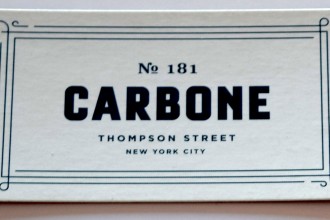 № 181
CARBONE
THOMPSON STREET
NEW YORK CITY